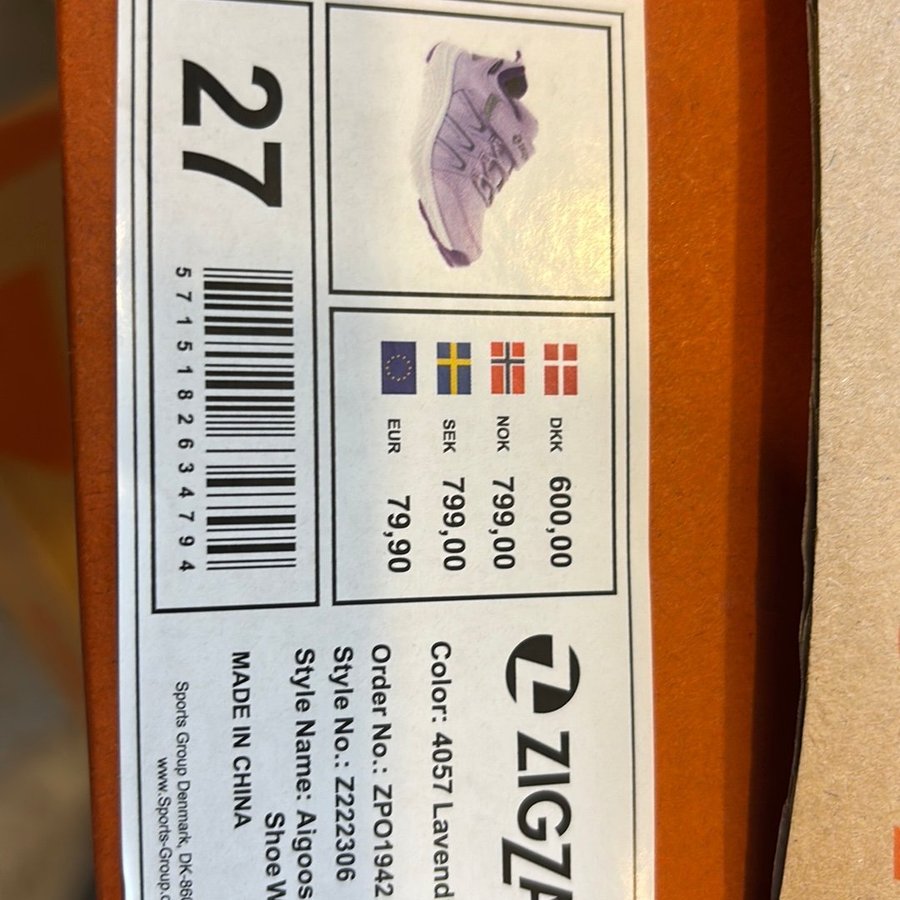 DKK 600,00
NOK 799,00
SEK 799,00
EUR 79,90
27
5 715182 634794
ZIGZA
Color: 4057 Lavend
Order No.: ZPO1942
Style No.: Z222306
Style Name: Aigoos
Shoe W
MADE IN CHINA
Sports Group Denmark, DK-860
www.Sports-Group.c